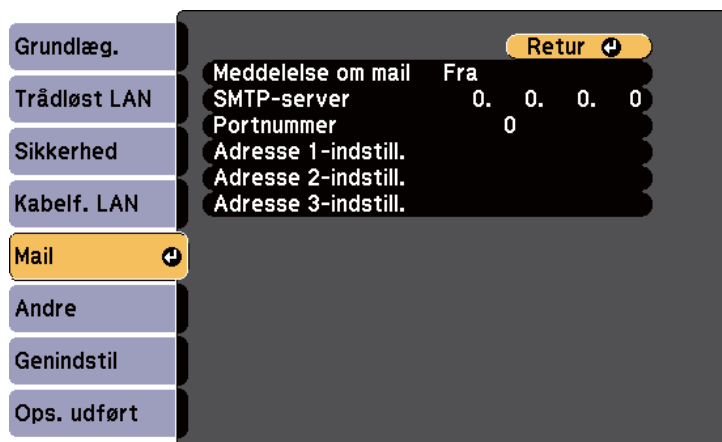 Grundlæg.
Trådløst LAN
Sikkerhed
Kabelf. LAN
Mail
Andre
Genindstil
Ops. udført
Retur
Meddelelse om mail Fra
SMTP-server 0. 0. 0. 0
Portnummer 0
Adresse 1-indstill.
Adresse 2-indstill.
Adresse 3-indstill.